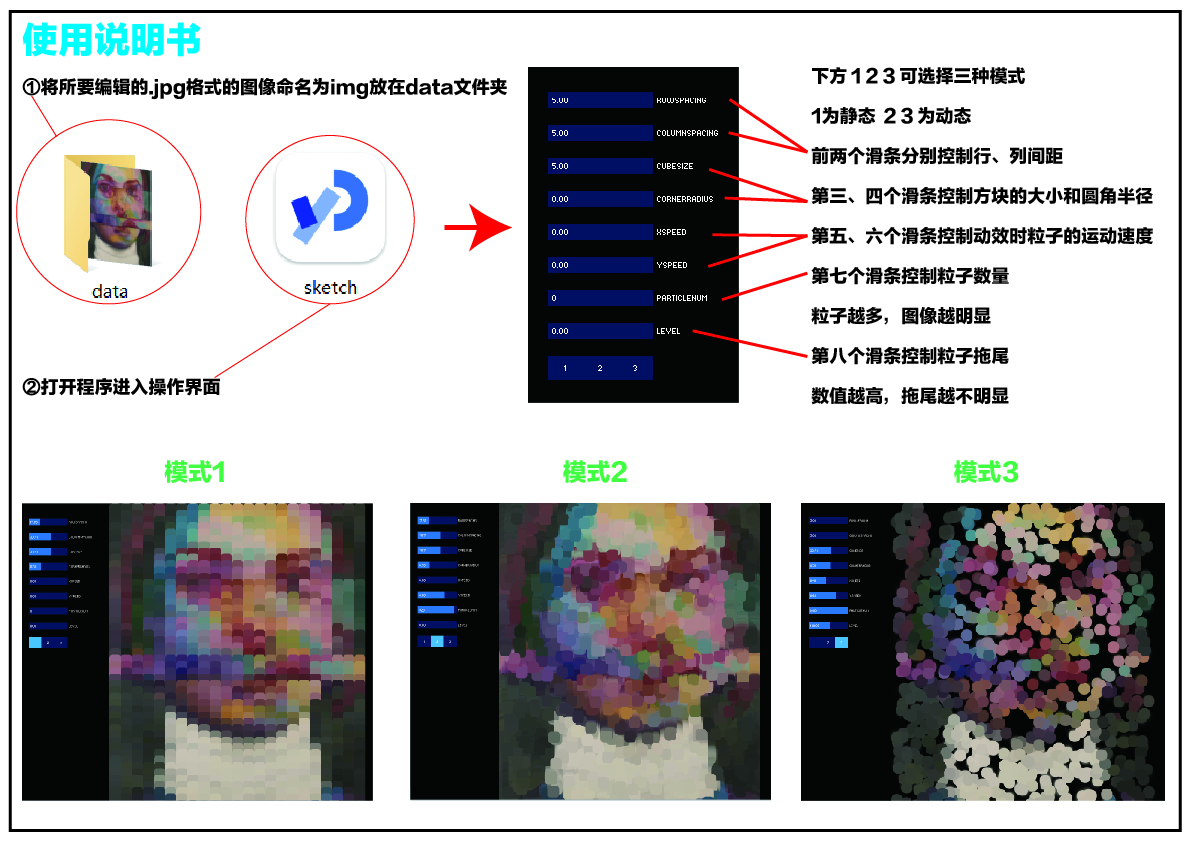 使用说明书
①将所要编辑的.jpg格式的图像命名为img放在data文件夹
data
sketch
②打开程序进入操作界面
5.00 ROWSPACING
5.00 COLUMNSPACING
5.00 CUBESIZE
0.00 CORNERRADIUS
0.00 XSPEED
0.00 YSPEED
0 PARTICLENUM
0.00 LEVEL
1 2 3
下方123可选择三种模式
1为静态 23为动态
前两个滑条分别控制行、列间距
第三、四个滑条控制方块的大小和圆角半径
第五、六个滑条控制动效时粒子的运动速度
第七个滑条控制粒子数量
粒子越多，图像越明显
第八个滑条控制粒子拖尾
数值越高，拖尾越不明显
模式1
模式2
模式3